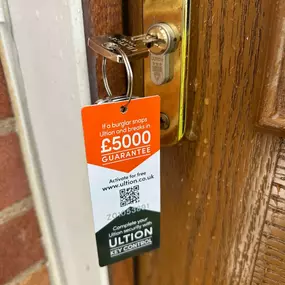 If a burglar snaps
Ultion and breaks in
£5000
GUARANTEE
Activate for free
www.ultion.co.uk
Complete your
Ultion security with
ULTION
KEY CONTROL